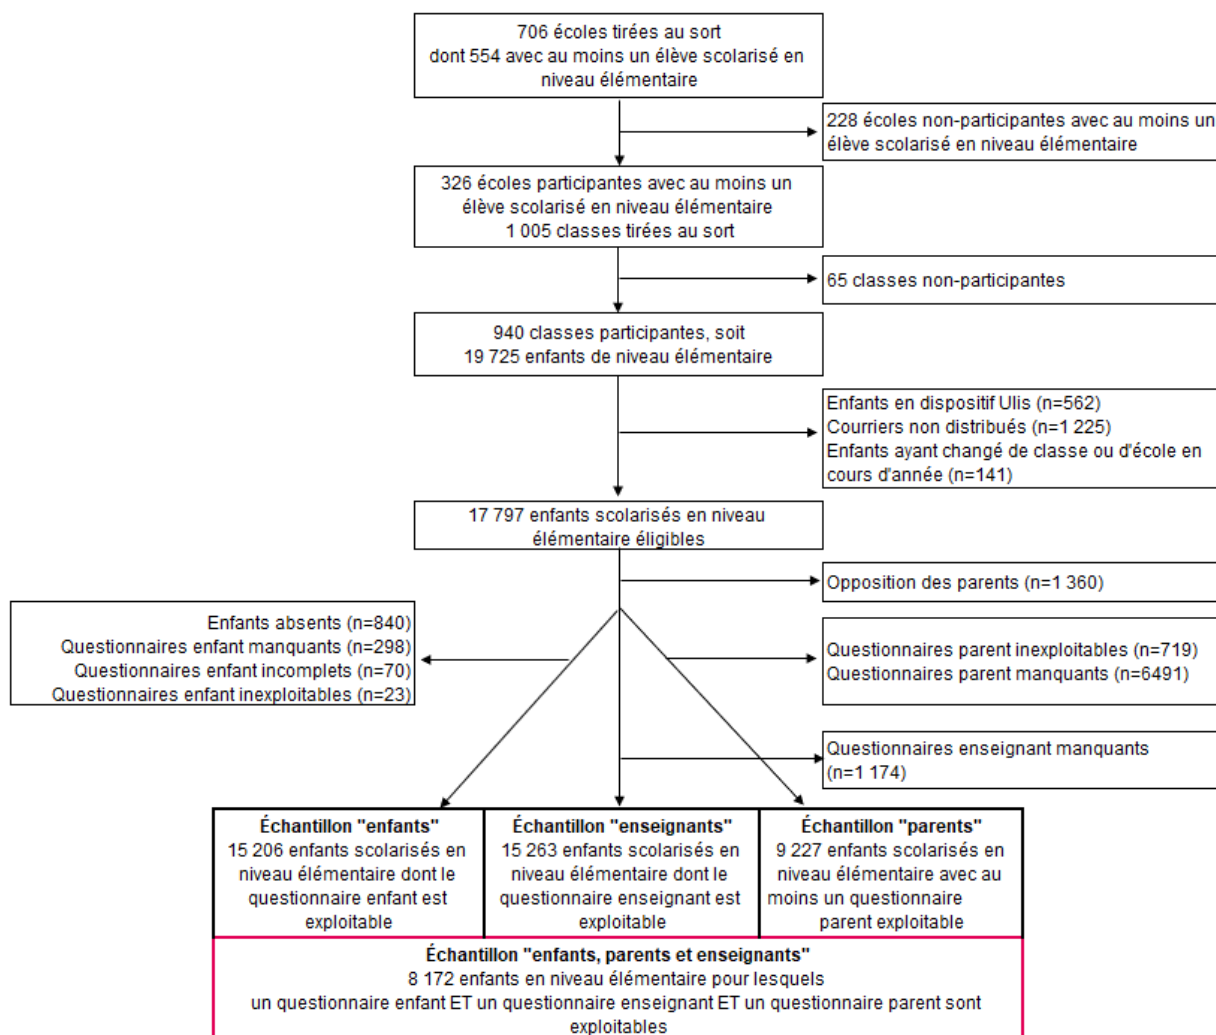 706 écoles tirées au sort
dont 554 avec au moins un élève scolarisé en
niveau élémentaire
228 écoles non-participantes avec au moins un
élève scolarisé en niveau élémentaire
326 écoles participantes avec au moins un
élève scolarisé en niveau élémentaire
1 005 classes tirées au sort
65 classes non-participantes
940 classes participantes, soit
19 725 enfants de niveau élémentaire
Enfants en dispositif Ulis (n=562)
Courriers non distribués (n=1 225)
Enfants ayant changé de classe ou d'école en
cours d'année (n=141)
17 797 enfants scolarisés en niveau
élémentaire éligibles
Opposition des parents (n=1 360)
Enfants absents (n=840)
Questionnaires enfant manquants (n=298)
Questionnaires enfant incomplets (n=70)
Questionnaires enfant inexploitables (n=23)
Questionnaires parent inexploitables (n=719)
Questionnaires parent manquants (n=6491)
Questionnaires enseignant manquants
(n=1 174)
Échantillon "enfants"
15 206 enfants scolarisés en
niveau élémentaire dont le
questionnaire enfant est
exploitable
Échantillon "enseignants"
15 263 enfants scolarisés en
niveau élémentaire dont le
questionnaire enseignant est
exploitable
Échantillon "parents"
9 227 enfants scolarisés en
niveau élémentaire avec au
moins un questionnaire
parent exploitable
Échantillon "enfants, parents et enseignants"
8 172 enfants en niveau élémentaire pour lesquels
un questionnaire enfant ET un questionnaire enseignant ET un questionnaire parent sont
exploitables